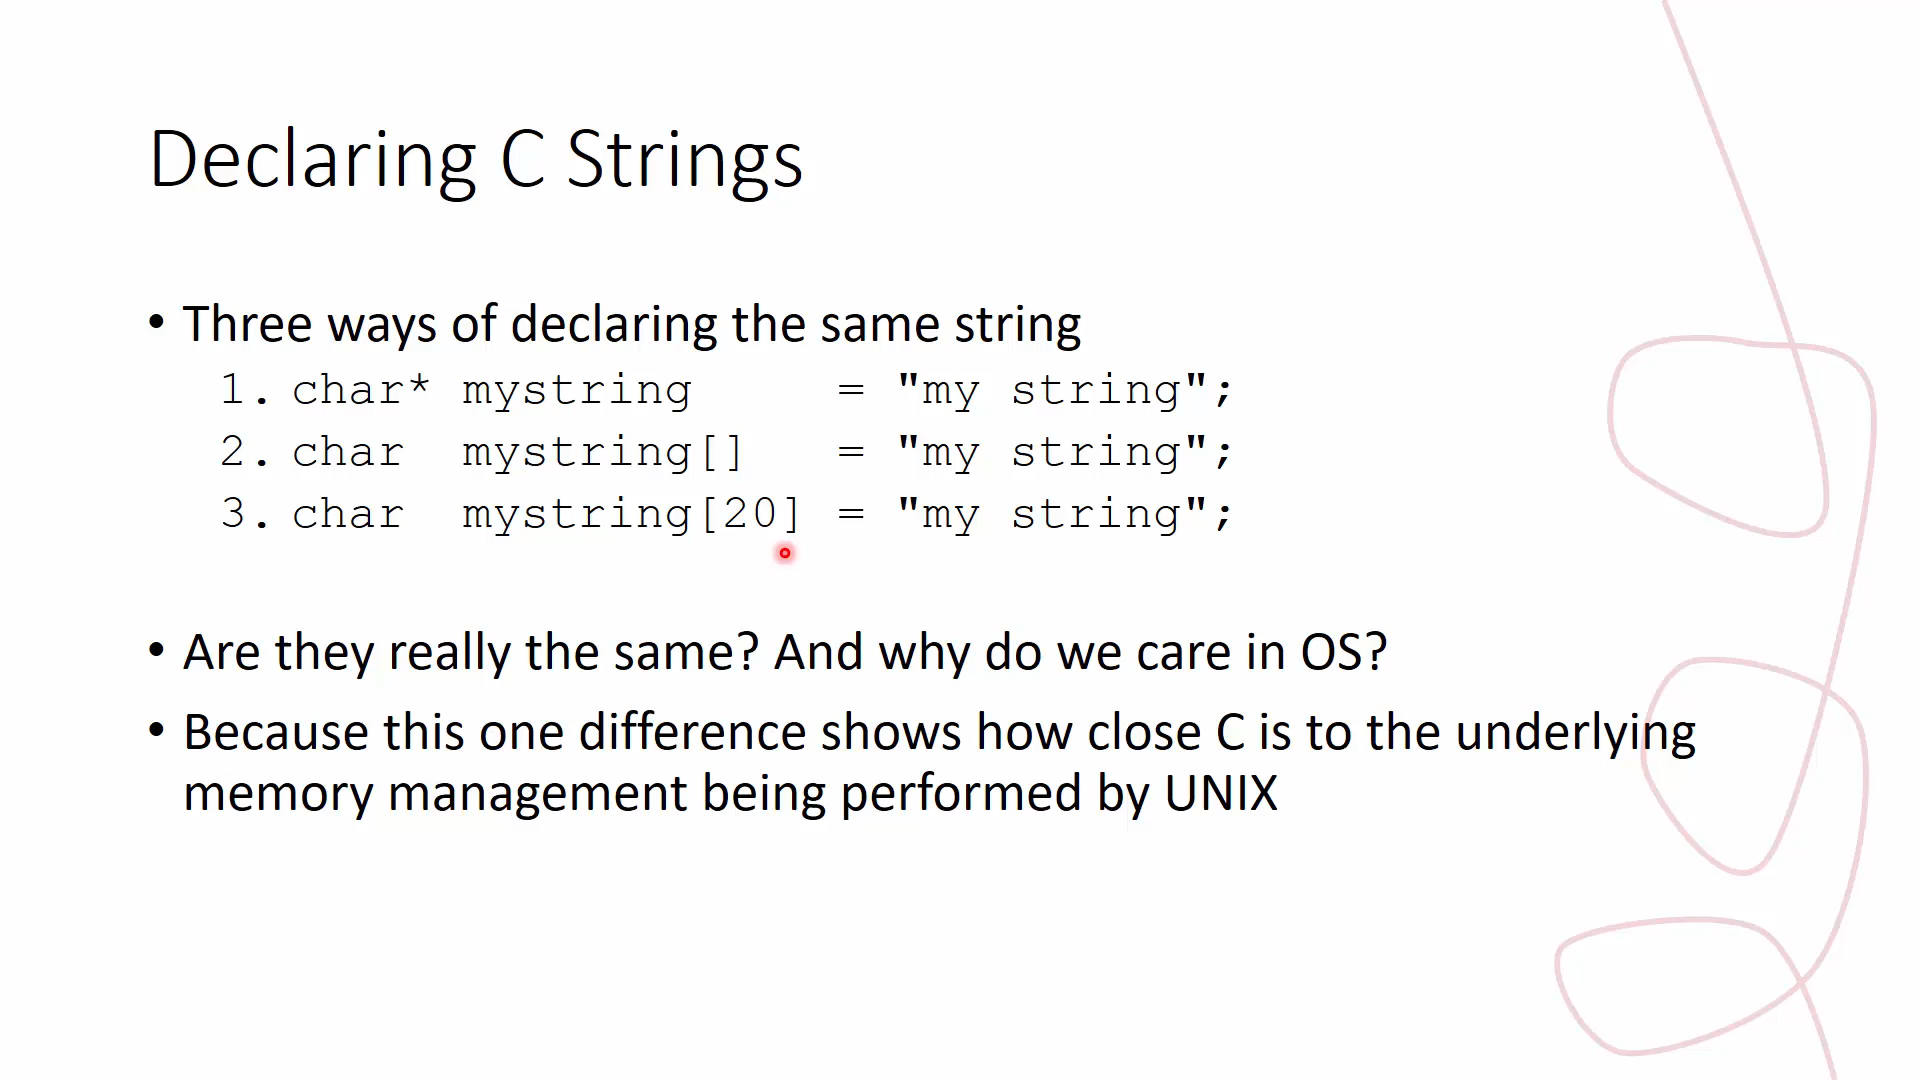 Declaring C Strings
• Three ways of declaring the same string
1. char* mystring     = "my string";
2. char  mystring[]   = "my string";
3. char  mystring[20] = "my string";
• Are they really the same? And why do we care in OS?
• Because this one difference shows how close C is to the underlying
memory management being performed by UNIX